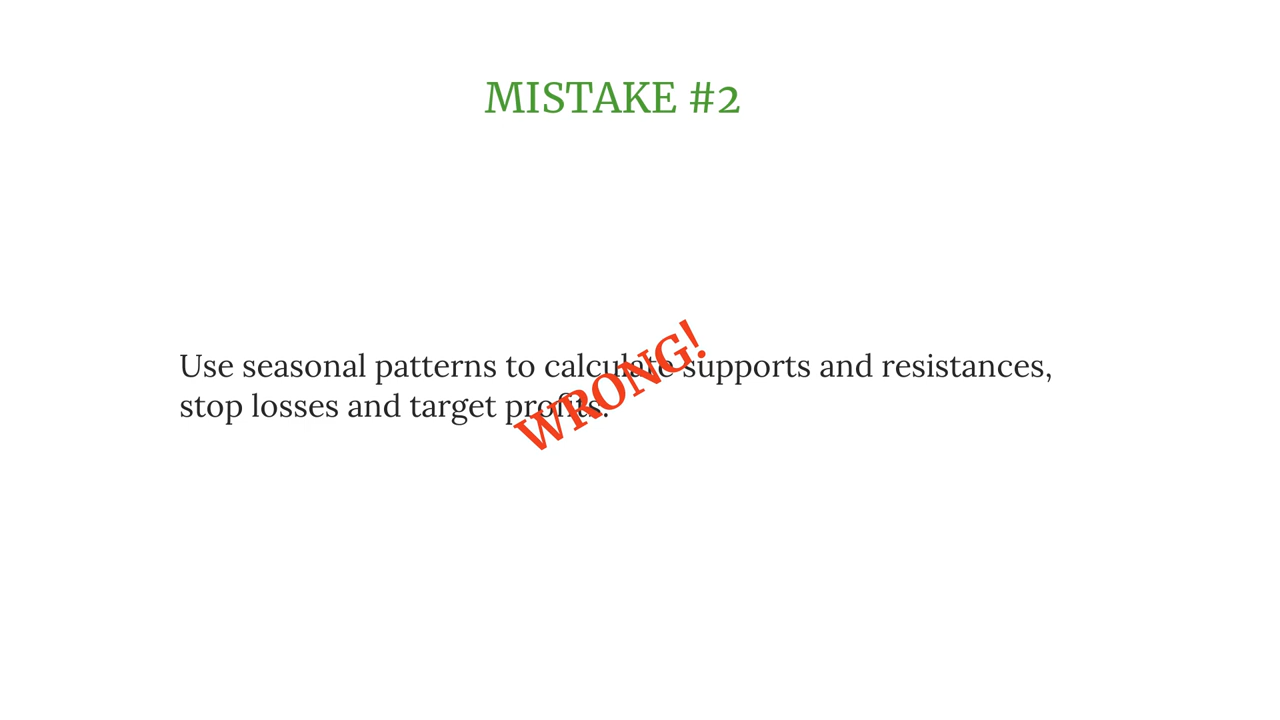 MISTAKE #2
Use seasonal patterns to calculate supports and resistances,
stop losses and target profits.
WRONG!